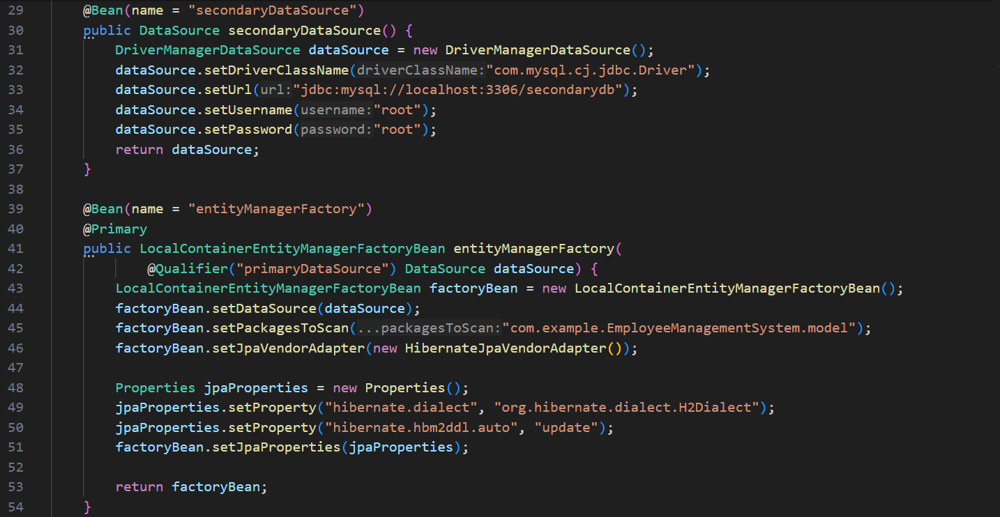 29 @Bean(name = "secondaryDataSource")
30 public DataSource secondaryDataSource() {
31 DriverManagerDataSource dataSource = new DriverManagerDataSource();
32 dataSource.setDriverClassName(driverClassName:"com.mysql.cj.jdbc.Driver");
33 dataSource.setUrl(url:"jdbc:mysql://localhost:3306/secondarydb");
34 dataSource.setUsername(username:"root");
35 dataSource.setPassword(password:"root");
36 return dataSource;
37 }
38
39 @Bean(name = "entityManagerFactory")
40 @Primary
41 public LocalContainerEntityManagerFactoryBean entityManagerFactory(
42 @Qualifier("primaryDataSource") DataSource dataSource) {
43 LocalContainerEntityManagerFactoryBean factoryBean = new LocalContainerEntityManagerFactoryBean();
44 factoryBean.setDataSource(dataSource);
45 factoryBean.setPackagesToScan(...packagesToScan:"com.example.EmployeeManagementSystem.model");
46 factoryBean.setJpaVendorAdapter(new HibernateJpaVendorAdapter());
47
48 Properties jpaProperties = new Properties();
49 jpaProperties.setProperty("hibernate.dialect", "org.hibernate.dialect.H2Dialect");
50 jpaProperties.setProperty("hibernate.hbm2ddl.auto", "update");
51 factoryBean.setJpaProperties(jpaProperties);
52
53 return factoryBean;
54 }